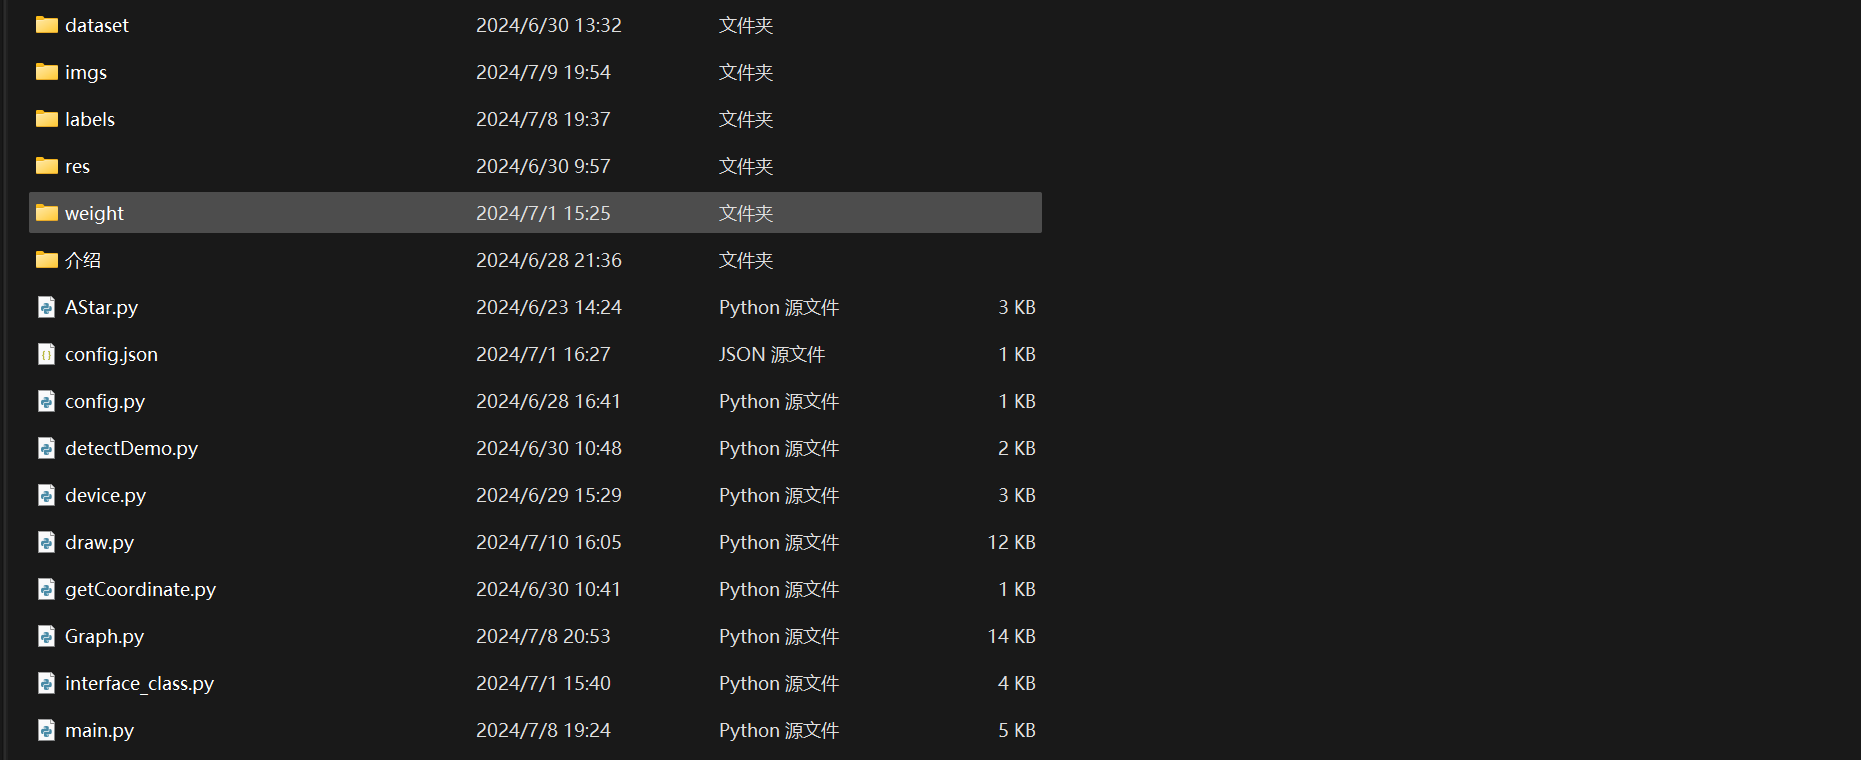 dataset 2024/6/30 13:32 文件夹
imgs 2024/7/9 19:54 文件夹
labels 2024/7/8 19:37 文件夹
res 2024/6/30 9:57 文件夹
weight 2024/7/1 15:25 文件夹
介绍 2024/6/28 21:36 文件夹
AStar.py 2024/6/23 14:24 Python 源文件 3 KB
config.json 2024/7/1 16:27 JSON 源文件 1 KB
config.py 2024/6/28 16:41 Python 源文件 1 KB
detectDemo.py 2024/6/30 10:48 Python 源文件 2 KB
device.py 2024/6/29 15:29 Python 源文件 3 KB
draw.py 2024/7/10 16:05 Python 源文件 12 KB
getCoordinate.py 2024/6/30 10:41 Python 源文件 1 KB
Graph.py 2024/7/8 20:53 Python 源文件 14 KB
interface_class.py 2024/7/1 15:40 Python 源文件 4 KB
main.py 2024/7/8 19:24 Python 源文件 5 KB